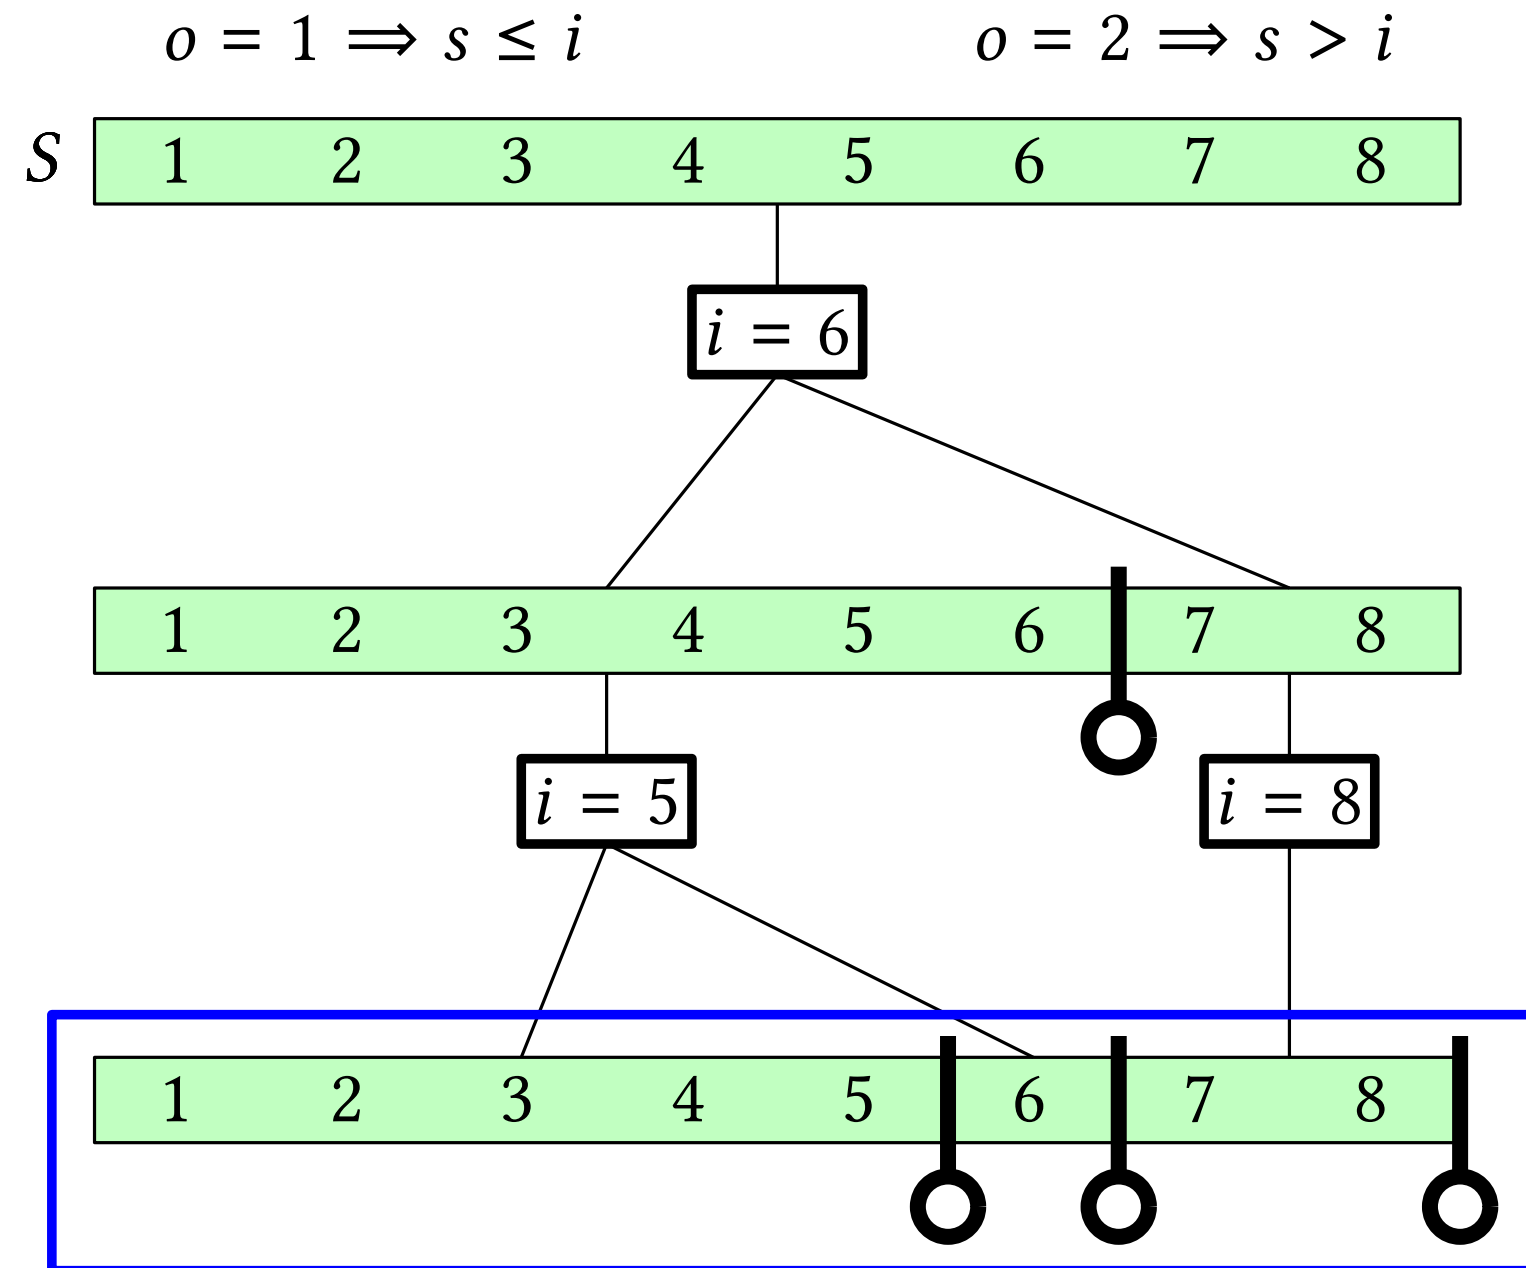 o = 1 ⟹ s ≤ i
o = 2 ⟹ s > i
S 1 2 3 4 5 6 7 8
i = 6
1 2 3 4 5 6 7 8
i = 5
i = 8
1 2 3 4 5 6 7 8